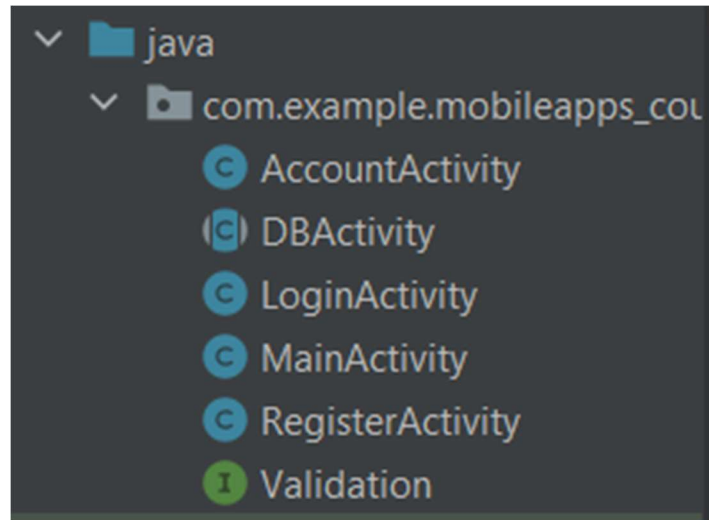 java
com.example.mobileapps_cou
C AccountActivity
C DBActivity
C LoginActivity
C MainActivity
C RegisterActivity
I Validation